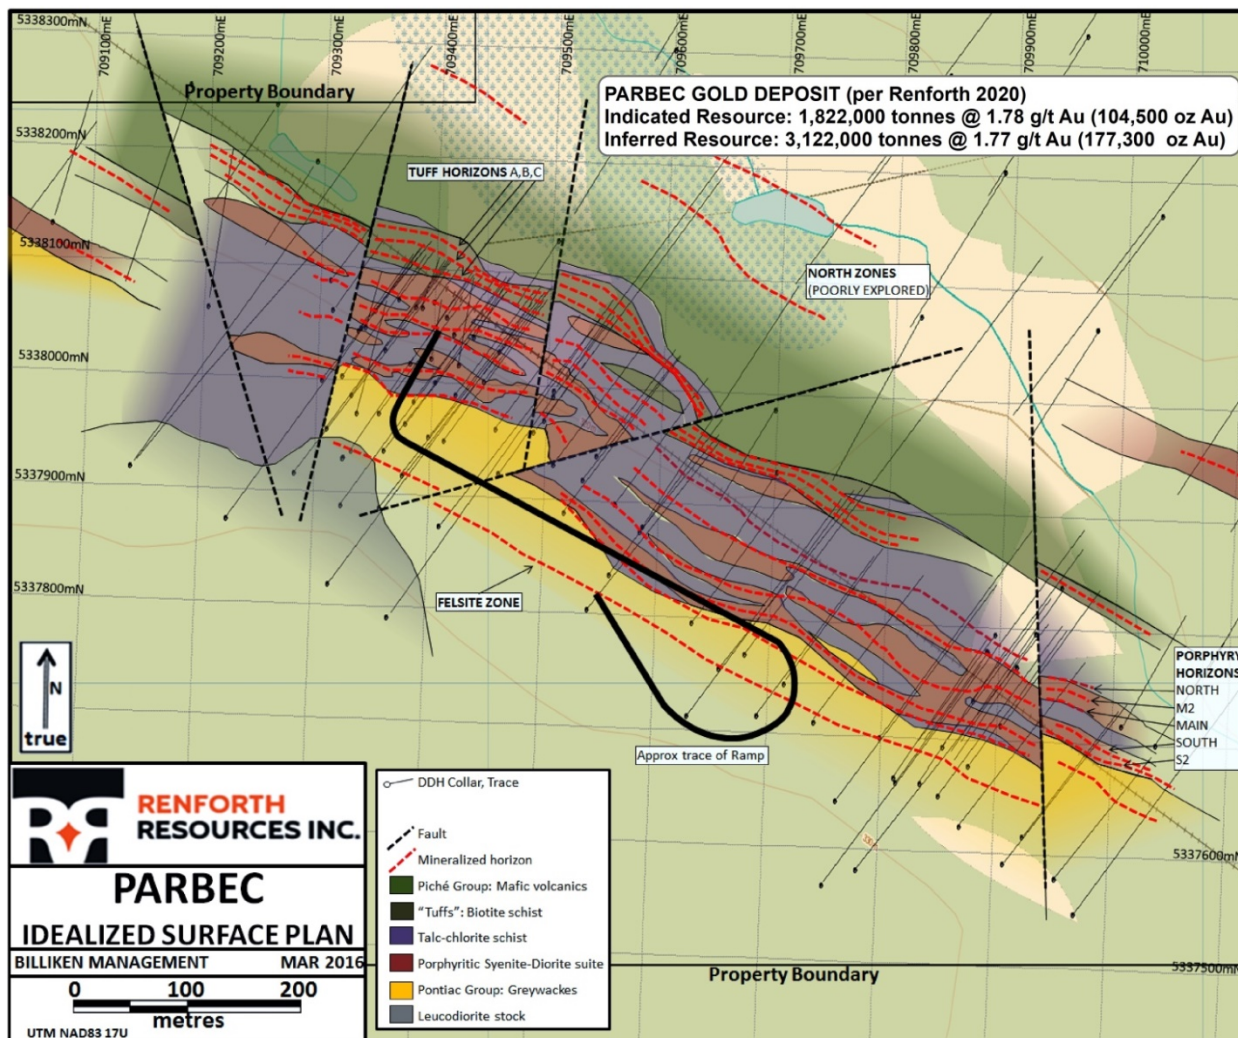 5338300mN
709100mE
709200mE
709300mE
709400mE
709500mE
709600mE
709700mE
709800mE
709900mE
710000mE
Property Boundary
PARBEC GOLD DEPOSIT (per Renforth 2020)
Indicated Resource: 1,822,000 tonnes @ 1.78 g/t Au (104,500 oz Au)
Inferred Resource: 3,122,000 tonnes @ 1.77 g/t Au (177,300 oz Au)
5338200mN
TUFF HORIZONS A,B,C
5338100mN
NORTH ZONES
(POORLY EXPLORED)
5338000mN
5337900mN
5337800mN
FELSITE ZONE
PORPHYRY
HORIZONS
NORTH
M2
MAIN
SOUTH
S2
N
true
Approx trace of Ramp
RENFORTH
RESOURCES INC.
PARBEC
IDEALIZED SURFACE PLAN
BILLIKEN MANAGEMENT MAR 2016
0 100 200
metres
UTM NAD83 17U
DDH Collar, Trace
Fault
Mineralized horizon
Piché Group: Mafic volcanics
"Tuffs": Biotite schist
Talc-chlorite schist
Porphyritic Syenite-Diorite suite
Pontiac Group: Greywackes
Leucodiorite stock
5337600mN
5337500mN
Property Boundary